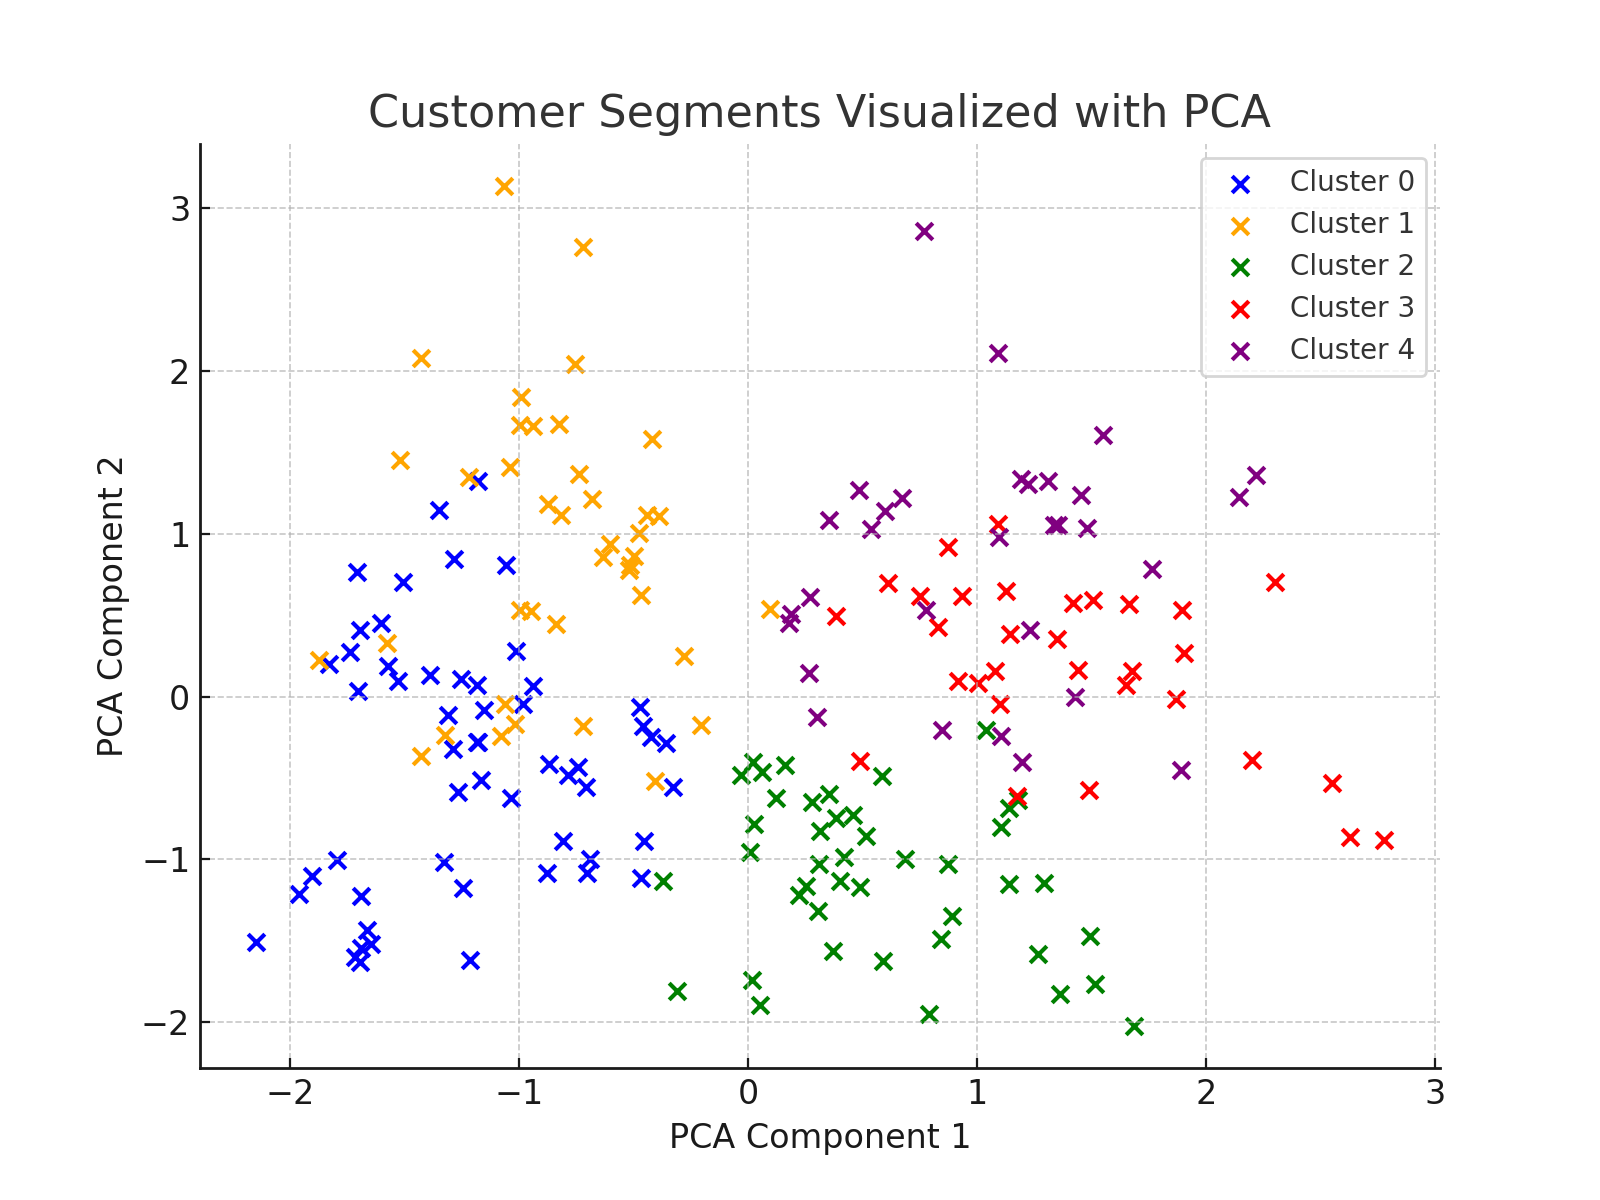 Customer Segments Visualized with PCA
Cluster 0
Cluster 1
Cluster 2
Cluster 3
Cluster 4
PCA Component 2
3
2
1
0
−1
−2
−2
−1
0
1
2
3
PCA Component 1